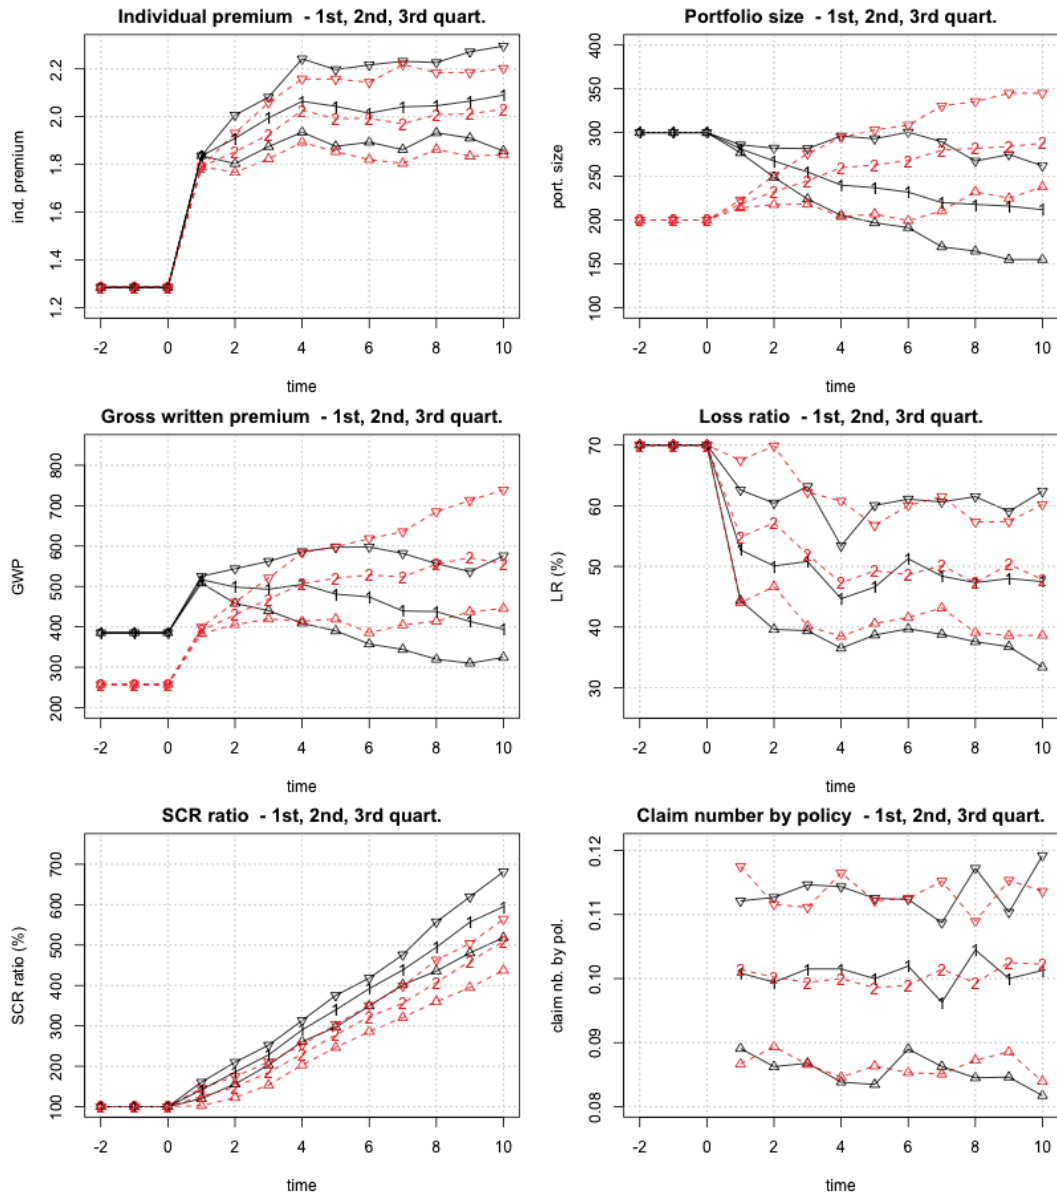 Individual premium - 1st, 2nd, 3rd quart.
ind. premium
1.2 1.4 1.6 1.8 2.0 2.2
-2 0 2 4 6 8 10
time
Portfolio size - 1st, 2nd, 3rd quart.
port. size
100 150 200 250 300 350 400
-2 0 2 4 6 8 10
time
Gross written premium - 1st, 2nd, 3rd quart.
GWP
200 300 400 500 600 700 800
-2 0 2 4 6 8 10
time
Loss ratio - 1st, 2nd, 3rd quart.
LR (%)
30 40 50 60 70
-2 0 2 4 6 8 10
time
SCR ratio - 1st, 2nd, 3rd quart.
SCR ratio (%)
100 200 300 400 500 600 700
-2 0 2 4 6 8 10
time
Claim number by policy - 1st, 2nd, 3rd quart.
claim nb. by pol.
0.08 0.09 0.10 0.11 0.12
-2 0 2 4 6 8 10
time